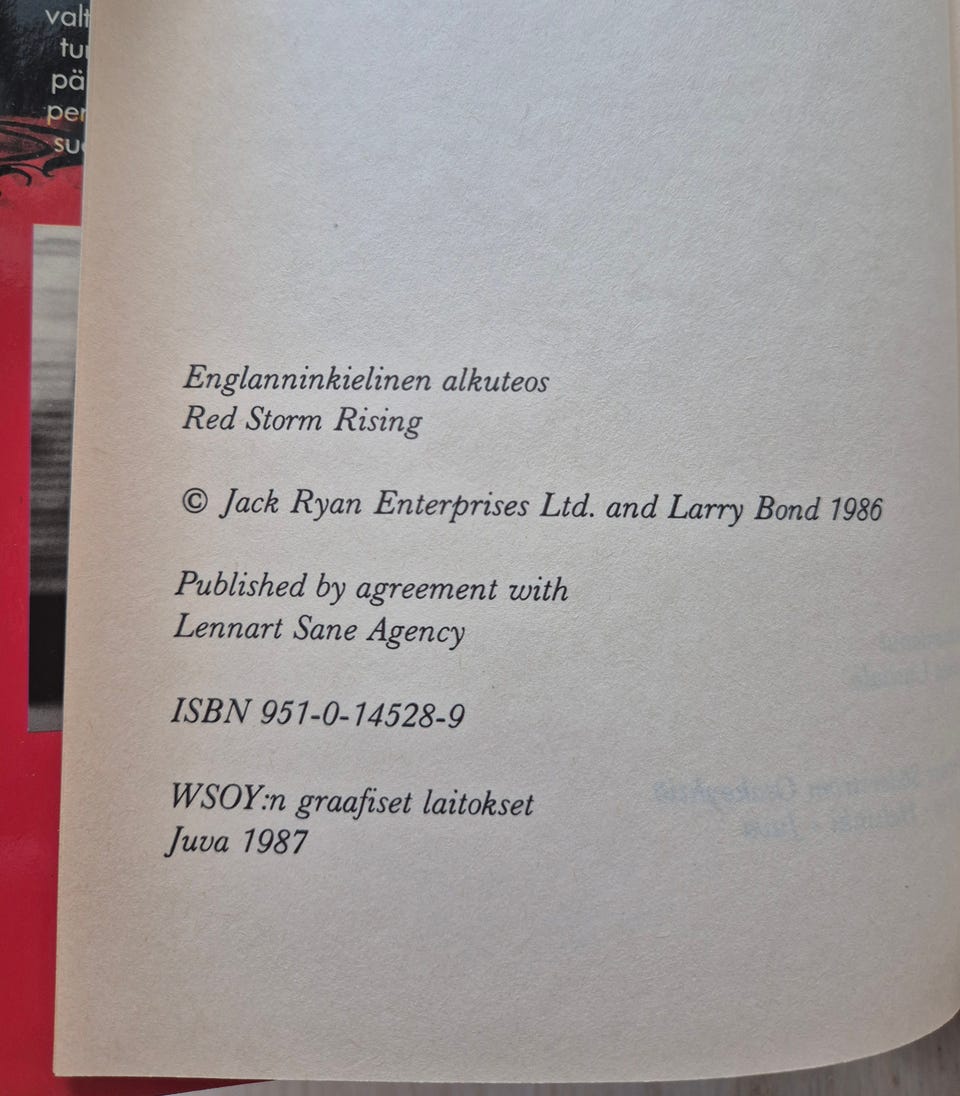 Englanninkielinen alkuteos
Red Storm Rising
© Jack Ryan Enterprises Ltd. and Larry Bond 1986
Published by agreement with
Lennart Sane Agency
ISBN 951-0-14528-9
WSOY:n graafiset laitokset
Juva 1987